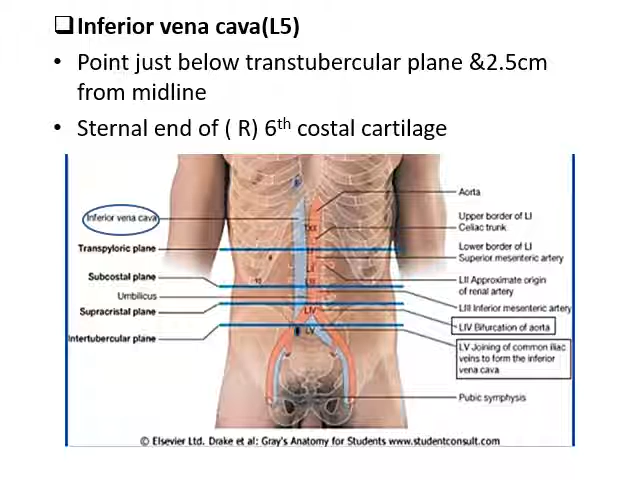 ❑Inferior vena cava(L5)
• Point just below transtubercular plane &2.5cm
from midline
• Sternal end of ( R) 6th costal cartilage
Aorta
Inferior vena cava
Upper border of LI
Celiac trunk
Transpyloric plane
Lower border of LI
Superior mesenteric artery
Subcostal plane
LII Approximate origin
of renal artery
Umbilicus
LIII Inferior mesenteric artery
Supracristal plane
LIV
LIV Bifurcation of aorta
Intertubercular plane
LV
LV Joining of common iliac
veins to form the inferior
vena cava
Pubic symphysis
© Elsevier Ltd. Drake et al: Gray's Anatomy for Students www.studentconsult.com